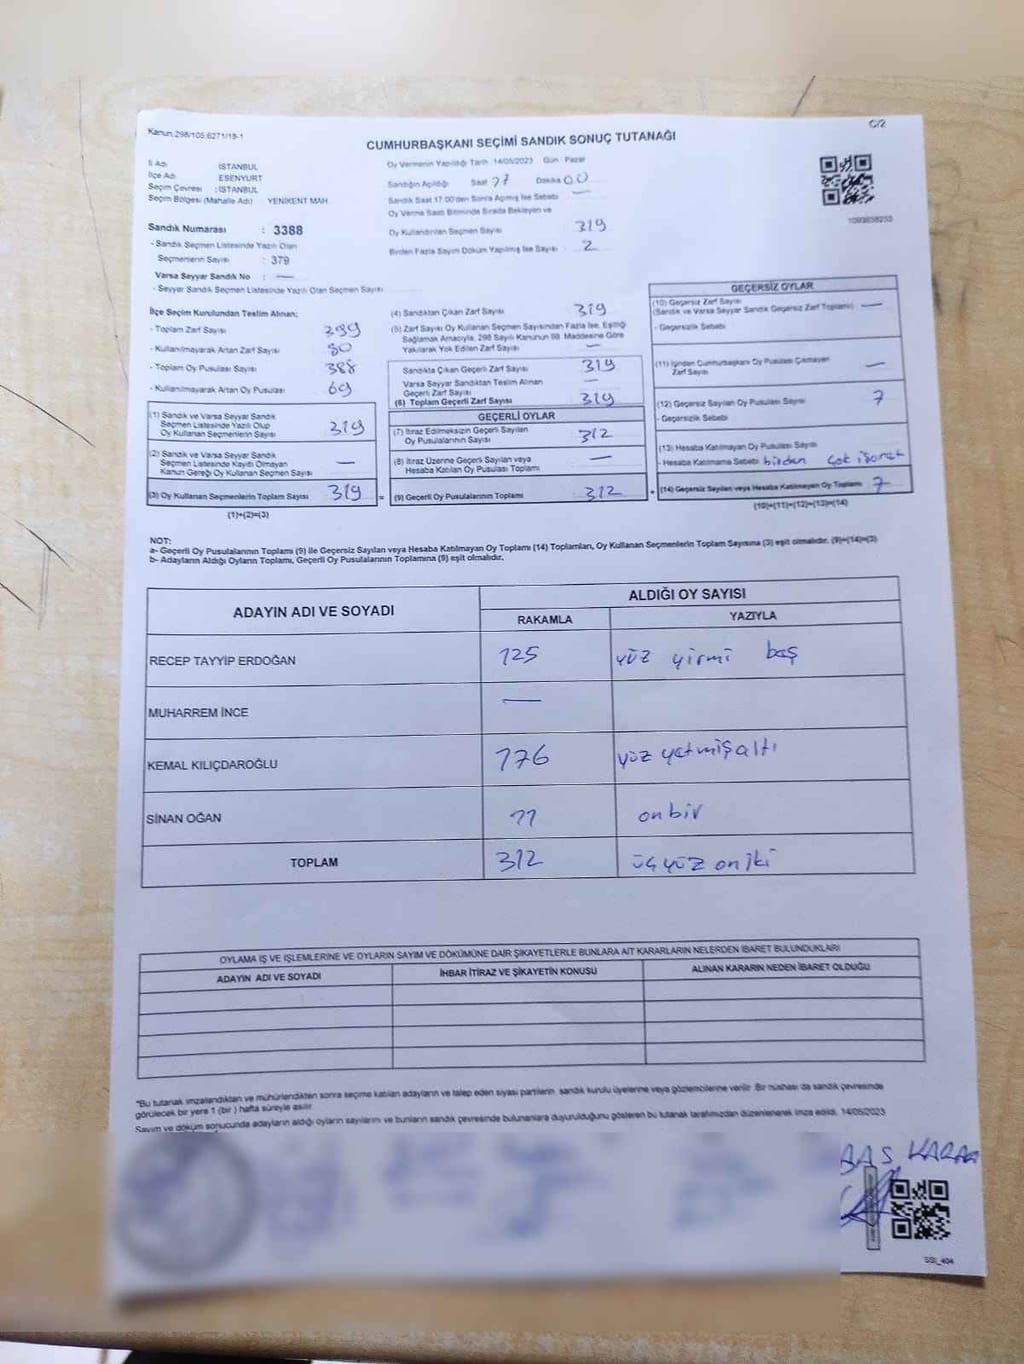 Kanun:298/105;6271/18-1
C/2
CUMHURBAŞKANI SEÇİMİ SANDIK SONUÇ TUTANAĞI
İl Adı : İSTANBUL
İlçe Adı : ESENYURT
Seçim Çevresi : İSTANBUL
Seçim Bölgesi (Mahalle Adı) YENİKENT MAH.
Sandık Numarası : 3388
- Sandık Seçmen Listesinde Yazılı Olan
Seçmenlerin Sayısı : 379
Varsa Seyyar Sandık No : —
- Seyyar Sandık Seçmen Listesinde Yazılı Olan Seçmen Sayısı
Oy Vermenin Yapıldığı Tarih 14/05/2023 Gün Pazar
Sandığın Açıldığı Saat 17 Dakika 00
Sandık Saat 17:00'den Sonra Açılmış İse Sebebi —
Oy Verme Saati Bitiminde Sırada Bekleyen ve
Oy Kullandırılan Seçmen Sayısı 319
Birden Fazla Sayım Döküm Yapılmış İse Sayısı 2
İlçe Seçim Kurulundan Teslim Alınan;
- Toplam Zarf Sayısı
- Kullanılmayarak Artan Zarf Sayısı 80
- Toplam Oy Pusulası Sayısı 388
- Kullanılmayarak Artan Oy Pusulası 69
(1) Sandık ve Varsa Seyyar Sandık
Seçmen Listesinde Yazılı Olup
Oy Kullanan Seçmenlerin Sayısı 319
(2) Sandık ve Varsa Seyyar Sandık
Seçmen Listesinde Kaydı Olmayan
Kanun Gereği Oy Kullanan Seçmen Sayısı —
(3) Oy Kullanan Seçmenlerin Toplam Sayısı 319 =
(1)+(2)=(3)
(4) Sandıktan Çıkan Zarf Sayısı 319
(5) Zarf Sayısı Oy Kullanan Seçmen Sayısından Fazla İse, Eşitliği
Sağlamak Amacıyla, 298 Sayılı Kanunun 98. Maddesine Göre
Yakılarak Yok Edilen Zarf Sayısı —
Sandıkta Çıkan Geçerli Zarf Sayısı 319
Varsa Seyyar Sandıktan Teslim Alınan
Geçerli Zarf Sayısı —
(6) Toplam Geçerli Zarf Sayısı 319
GEÇERLİ OYLAR
(7) İtiraz Edilmeksizin Geçerli Sayılan
Oy Pusulalarının Sayısı 312
(8) İtiraz Üzerine Geçerli Sayılan veya
Hesaba Katılan Oy Pusulası Toplamı —
(9) Geçerli Oy Pusulalarının Toplamı 312 +
1093858253
GEÇERSİZ OYLAR
(10) Geçersiz Zarf Sayısı
(Sandık ve Varsa Seyyar Sandık Geçersiz Zarf Toplamı) —
- Geçersizlik Sebebi
(11) İçinden Cumhurbaşkanı Oy Pusulası Çıkmayan
Zarf Sayısı —
(12) Geçersiz Sayılan Oy Pusulası Sayısı 7
- Geçersizlik Sebebi
(13) Hesaba Katılmayan Oy Pusulası Sayısı
- Hesaba Katılmama Sebebi birden çok işaret
(14) Geçersiz Sayılan veya Hesaba Katılmayan Oy Toplamı 7
(10)+(11)+(12)+(13)=(14)
NOT:
a- Geçerli Oy Pusulalarının Toplamı (9) ile Geçersiz Sayılan veya Hesaba Katılmayan Oy Toplamı (14) Toplamları, Oy Kullanan Seçmenlerin Toplam Sayısına (3) eşit olmalıdır. (9)+(14)=(3)
b- Adayların Aldığı Oyların Toplamı, Geçerli Oy Pusulalarının Toplamına (9) eşit olmalıdır.
ADAYIN ADI VE SOYADI
ALDIĞI OY SAYISI
RAKAMLA YAZIYLA
RECEP TAYYİP ERDOĞAN 125 yüz yirmi baş
MUHARREM İNCE —
KEMAL KILIÇDAROĞLU 176 yüz yetmişaltı
SİNAN OĞAN 11 onbir
TOPLAM 312 üçyüz oniki
OYLAMA İŞ VE İŞLEMLERİNE VE OYLARIN SAYIM VE DÖKÜMÜNE DAİR ŞİKAYETLERLE BUNLARA AİT KARARLARIN NELERDEN İBARET BULUNDUKLARI
ADAYIN ADI VE SOYADI İHBAR İTİRAZ VE ŞİKAYETİN KONUSU ALINAN KARARIN NEDEN İBARET OLDUĞU
"Bu tutanak imzalandıktan ve mühürlendikten sonra seçime katılan adayların ve talep eden siyasi partilerin sandık kurulu üyelerine veya gözlemcilerine verilir. Bir nüshası da sandık çevresinde
görülecek bir yere 1 (bir) hafta süreyle asılır.
Sayım ve döküm sonucunda adayların aldığı oyların sayılarını ve bunların sandık çevresinde bulunanlara duyurulduğunu gösteren bu tutanak tarafımızdan düzenlenerek imza edildi. 14/05/2023
SSİ_404